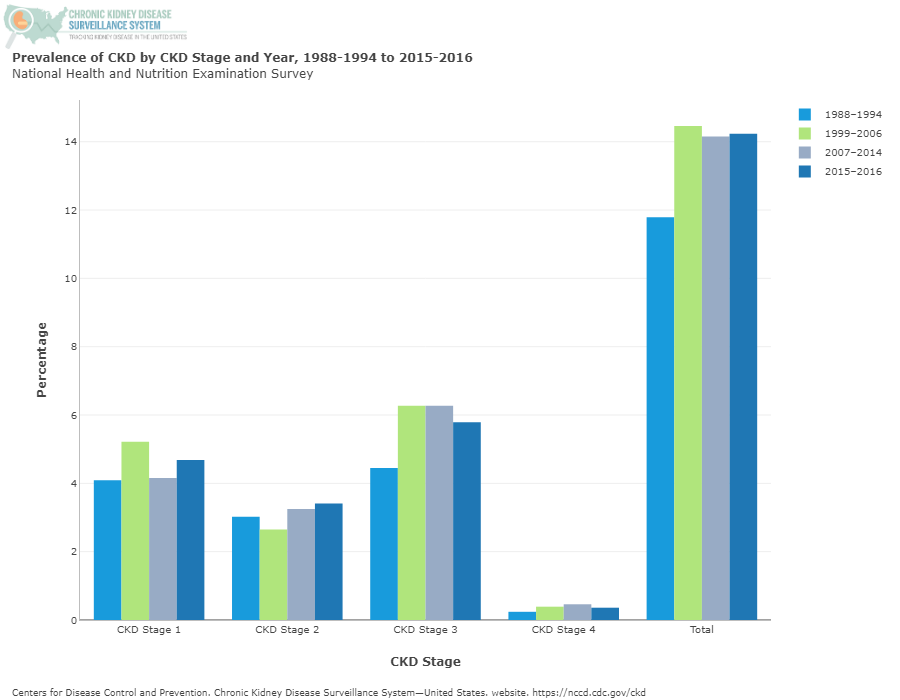 CHRONIC KIDNEY DISEASE
SURVEILLANCE SYSTEM
TRACKING KIDNEY DISEASE IN THE UNITED STATES
Prevalence of CKD by CKD Stage and Year, 1988-1994 to 2015-2016
National Health and Nutrition Examination Survey
1988–1994
1999–2006
2007–2014
2015–2016
Percentage
14
12
10
8
6
4
2
0
CKD Stage 1
CKD Stage 2
CKD Stage 3
CKD Stage 4
Total
CKD Stage
Centers for Disease Control and Prevention. Chronic Kidney Disease Surveillance System—United States. website. https://nccd.cdc.gov/ckd